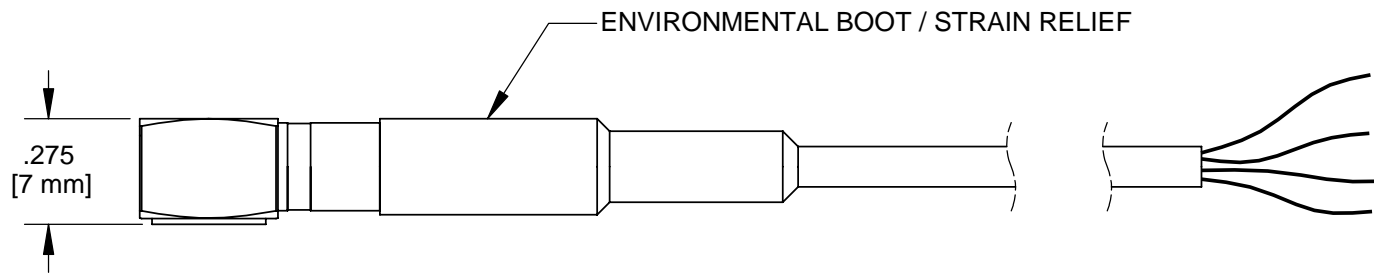 ENVIRONMENTAL BOOT / STRAIN RELIEF
.275
[7 mm]